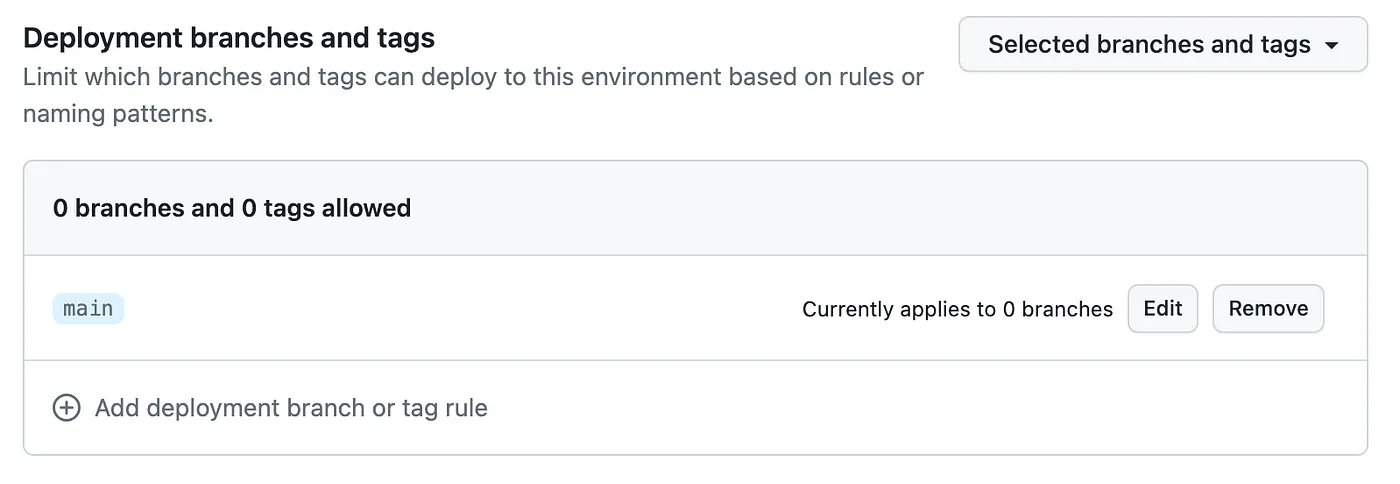 Deployment branches and tags
Selected branches and tags
Limit which branches and tags can deploy to this environment based on rules or
naming patterns.
0 branches and 0 tags allowed
main
Currently applies to 0 branches
Edit
Remove
Add deployment branch or tag rule